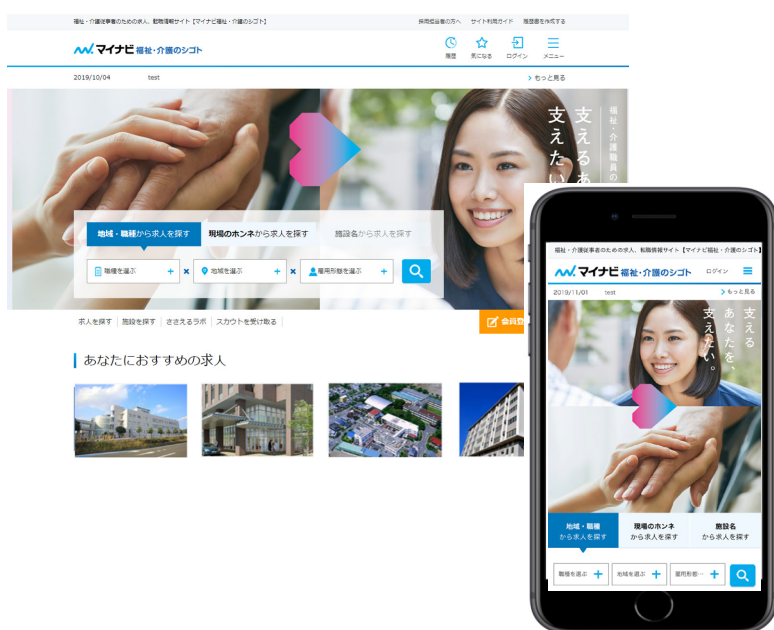 福祉・介護従事者のための求人、転職情報サイト【マイナビ福祉・介護のシゴト】
採用担当者の方へ サイト利用ガイド 履歴書を作成する
マイナビ 福祉・介護のシゴト
履歴 気になる ログイン メニュー
2019/10/04 test もっと見る
支えるあ
支えたい
福祉・介護職員の
地域・職種から求人を探す 現場のホンネから求人を探す 施設名から求人を探す
職種を選ぶ + × 地域を選ぶ + × 雇用形態を選ぶ +
求人を探す 施設を探す ささえるラボ スカウトを受け取る
会員登
あなたにおすすめの求人
福祉・介護従事者のための求人、転職情報サイト【マイナビ福祉・介護のシゴト】
マイナビ 福祉・介護のシゴト ログイン
2019/11/01 test もっと見る
支える
あなたを、
支えたい。
地域・職種 現場のホンネ 施設名
から求人を探す から求人を探す から求人を探す
職種を選ぶ + 地域を選ぶ + 雇用形態… +